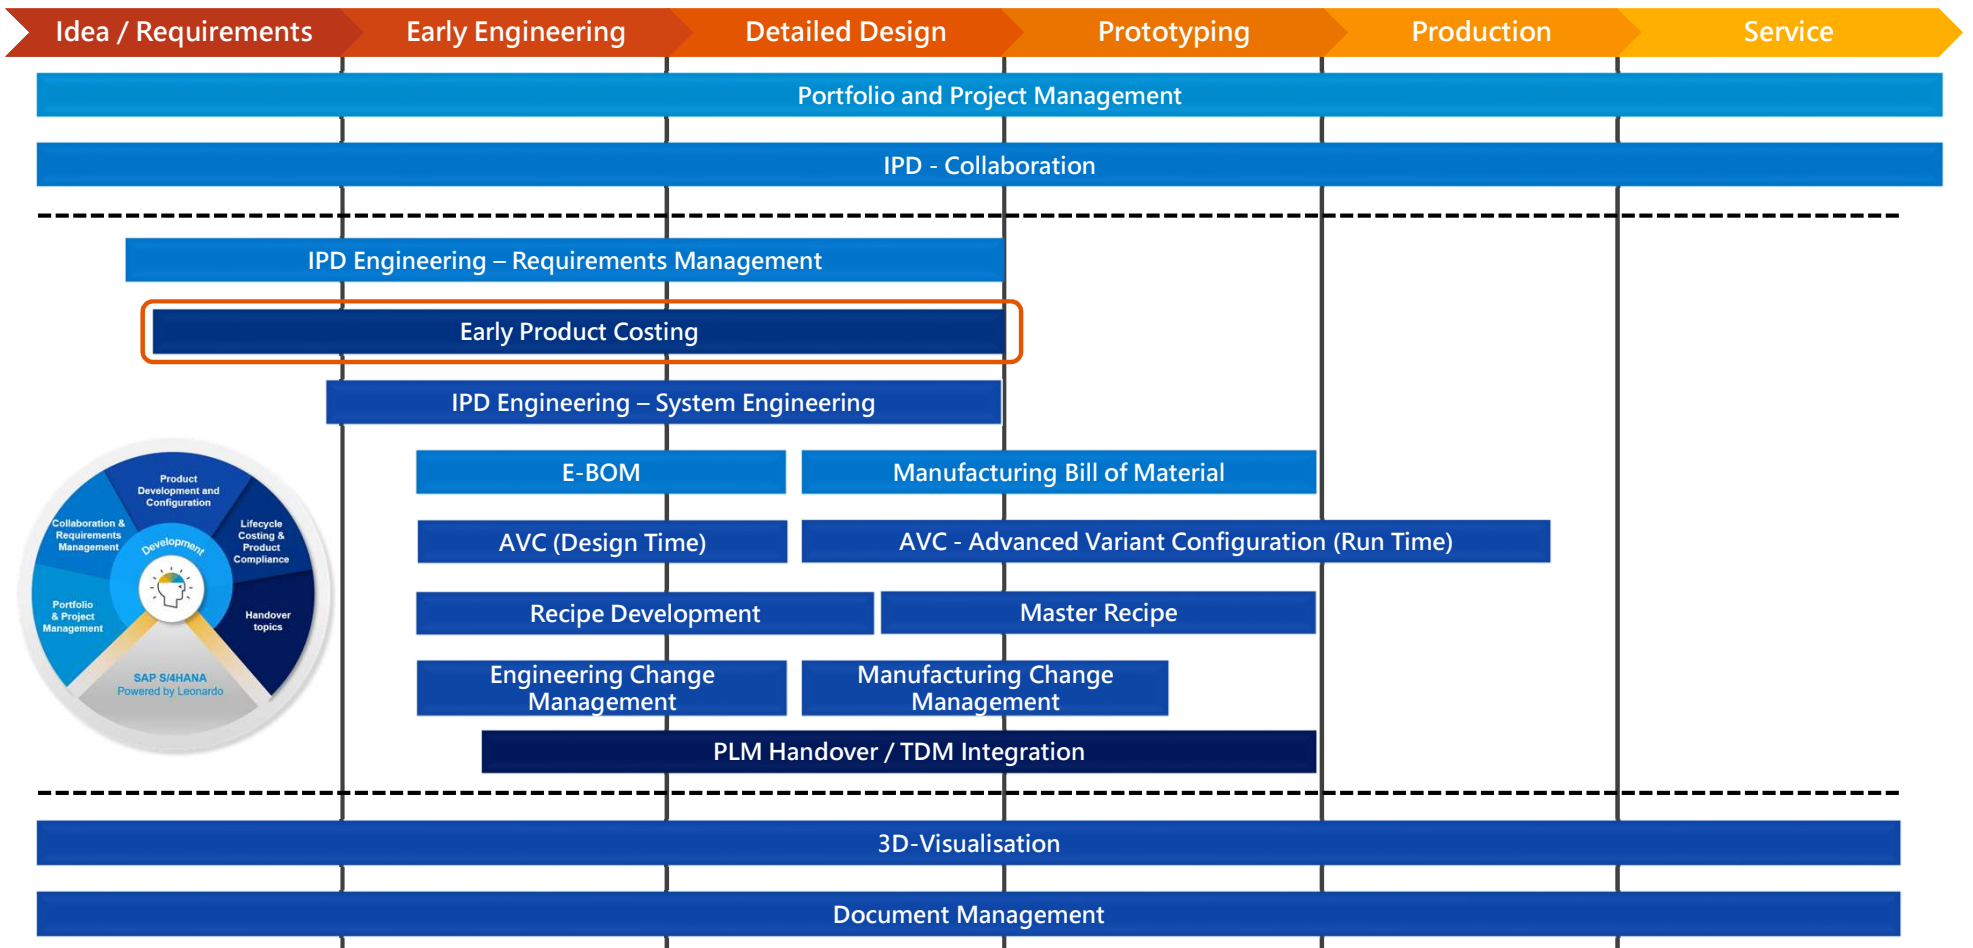 Idea / Requirements
Early Engineering
Detailed Design
Prototyping
Production
Service
Portfolio and Project Management
IPD - Collaboration
IPD Engineering – Requirements Management
Early Product Costing
IPD Engineering – System Engineering
E-BOM
Manufacturing Bill of Material
AVC (Design Time)
AVC - Advanced Variant Configuration (Run Time)
Recipe Development
Master Recipe
Engineering Change
Management
Manufacturing Change
Management
PLM Handover / TDM Integration
Product
Development and
Configuration
Collaboration &
Requirements
Management
Lifecycle
Costing &
Product
Compliance
Development
Portfolio
& Project
Management
Handover
topics
SAP S/4HANA
Powered by Leonardo
3D-Visualisation
Document Management